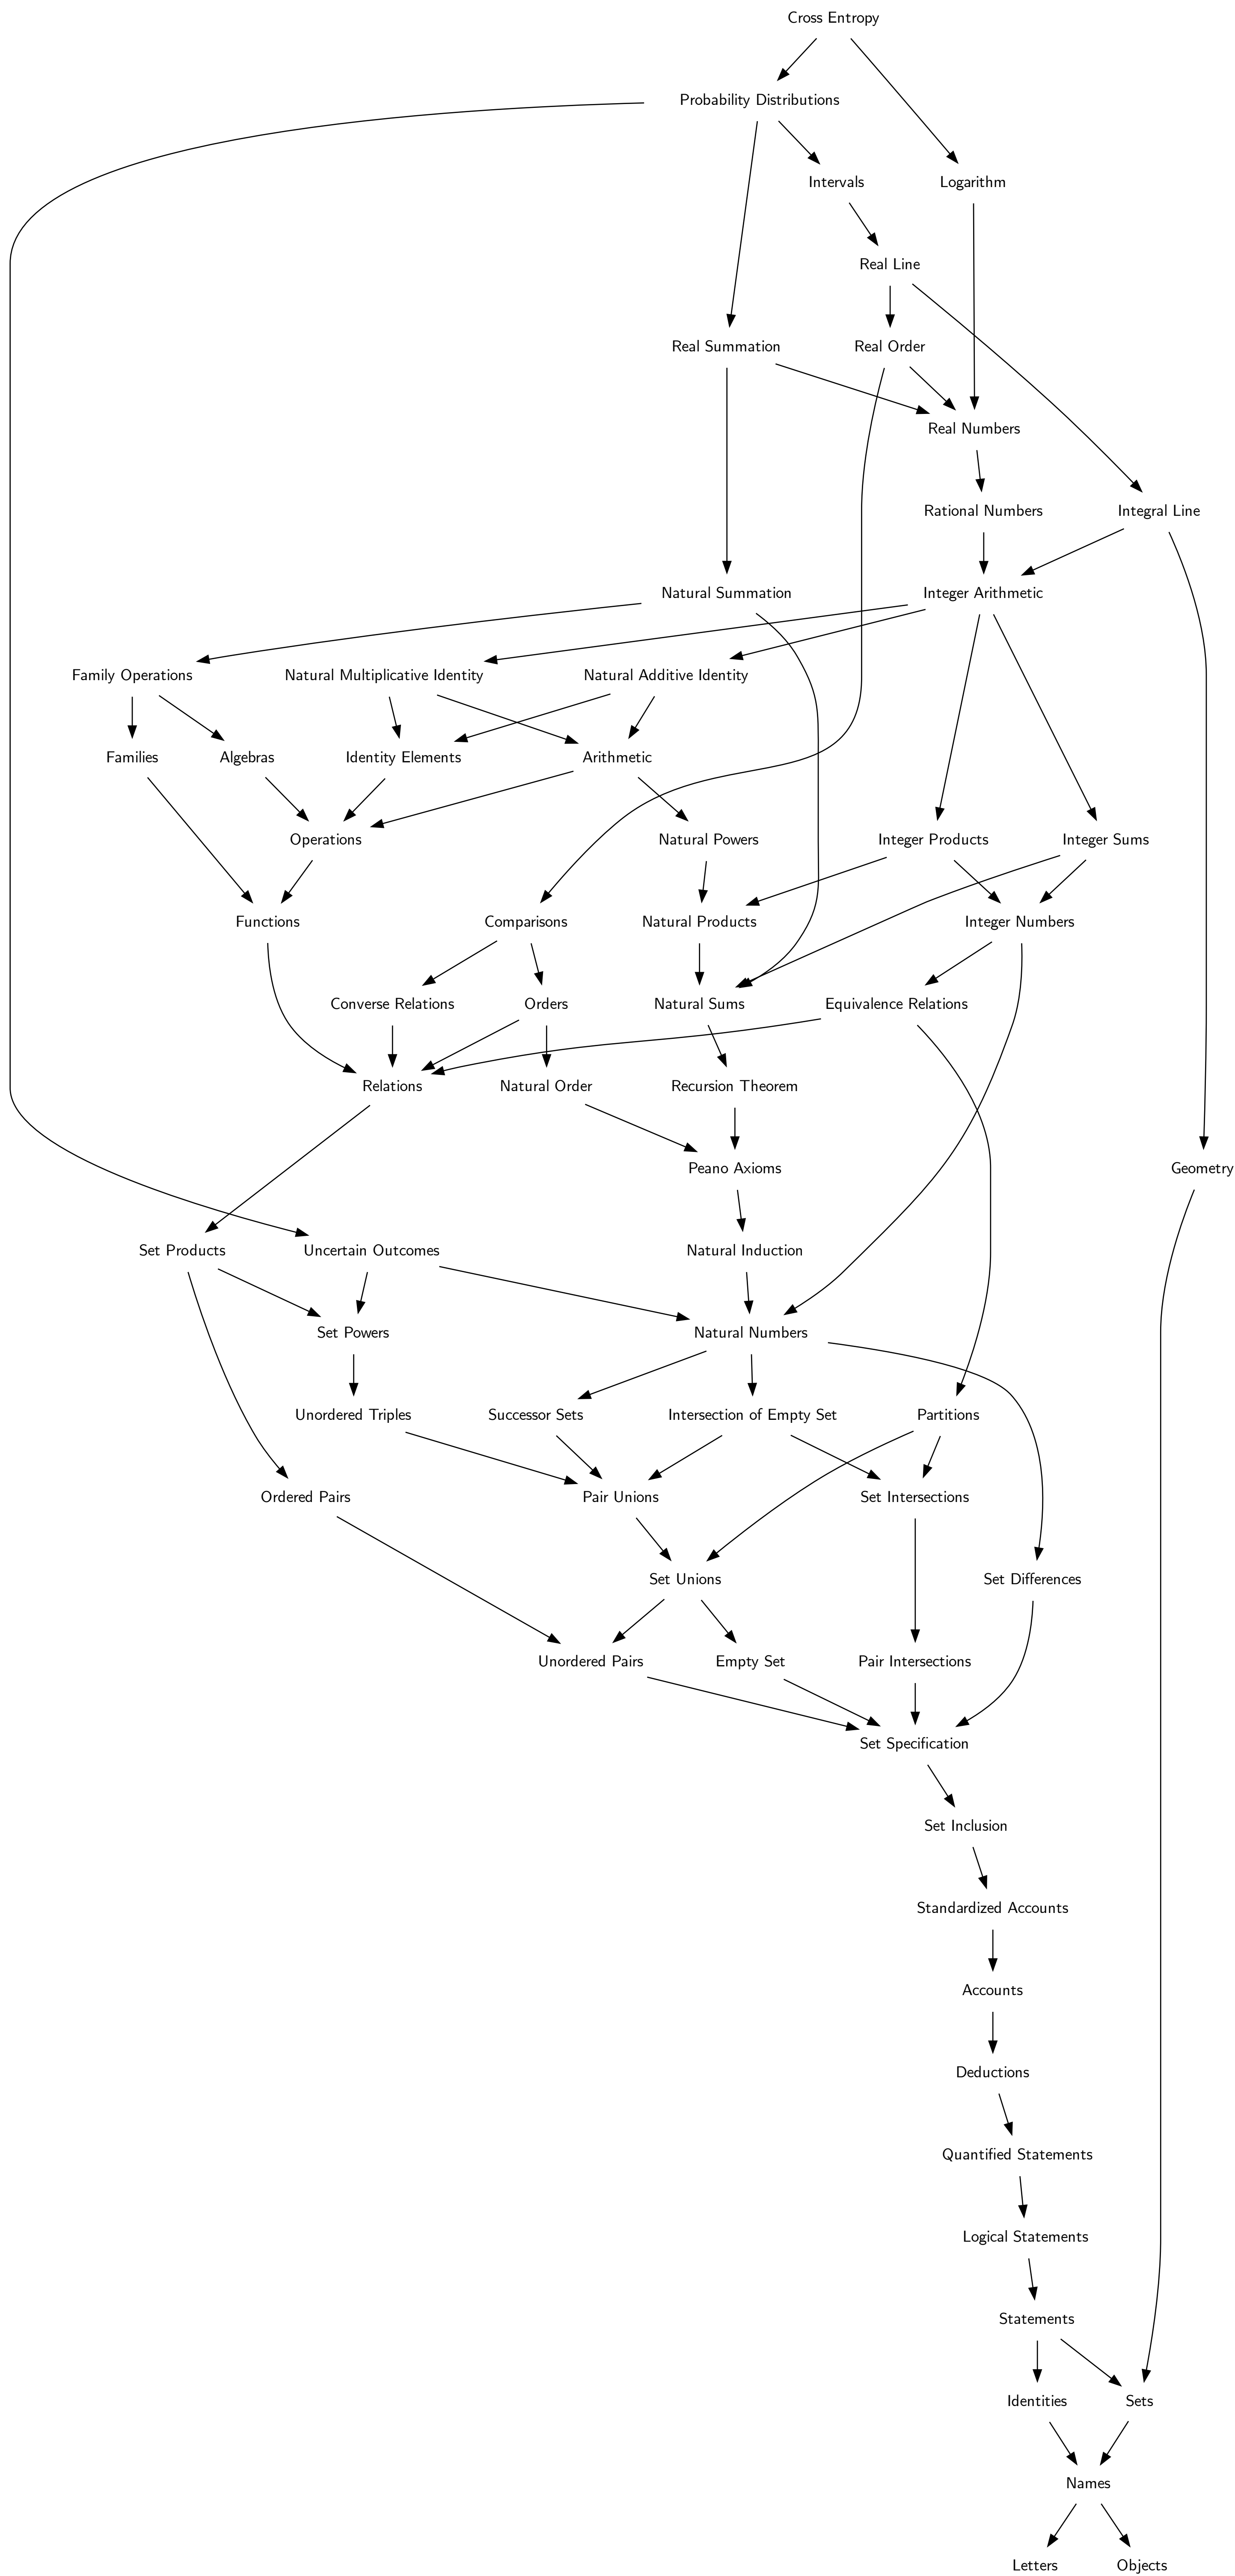 Cross Entropy
Probability Distributions
Intervals
Logarithm
Real Line
Real Summation
Real Order
Real Numbers
Rational Numbers
Integral Line
Natural Summation
Integer Arithmetic
Family Operations
Natural Multiplicative Identity
Natural Additive Identity
Families
Algebras
Identity Elements
Arithmetic
Operations
Natural Powers
Integer Products
Integer Sums
Functions
Comparisons
Natural Products
Integer Numbers
Converse Relations
Orders
Natural Sums
Equivalence Relations
Relations
Natural Order
Recursion Theorem
Peano Axioms
Geometry
Set Products
Uncertain Outcomes
Natural Induction
Set Powers
Natural Numbers
Unordered Triples
Successor Sets
Intersection of Empty Set
Partitions
Ordered Pairs
Pair Unions
Set Intersections
Set Unions
Set Differences
Unordered Pairs
Empty Set
Pair Intersections
Set Specification
Set Inclusion
Standardized Accounts
Accounts
Deductions
Quantified Statements
Logical Statements
Statements
Identities
Sets
Names
Letters
Objects